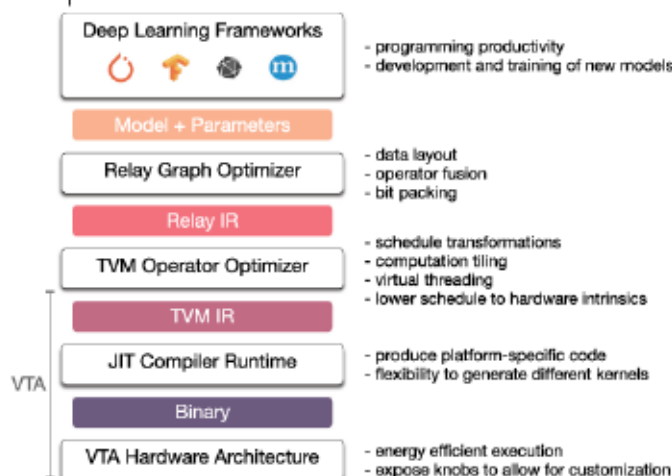 Deep Learning Frameworks
m
- programming productivity
- development and training of new models
Model + Parameters
Relay Graph Optimizer
- data layout
- operator fusion
- bit packing
Relay IR
TVM Operator Optimizer
- schedule transformations
- computation tiling
- virtual threading
- lower schedule to hardware intrinsics
TVM IR
VTA
JIT Compiler Runtime
- produce platform-specific code
- flexibility to generate different kernels
Binary
VTA Hardware Architecture
- energy efficient execution
- expose knobs to allow for customization